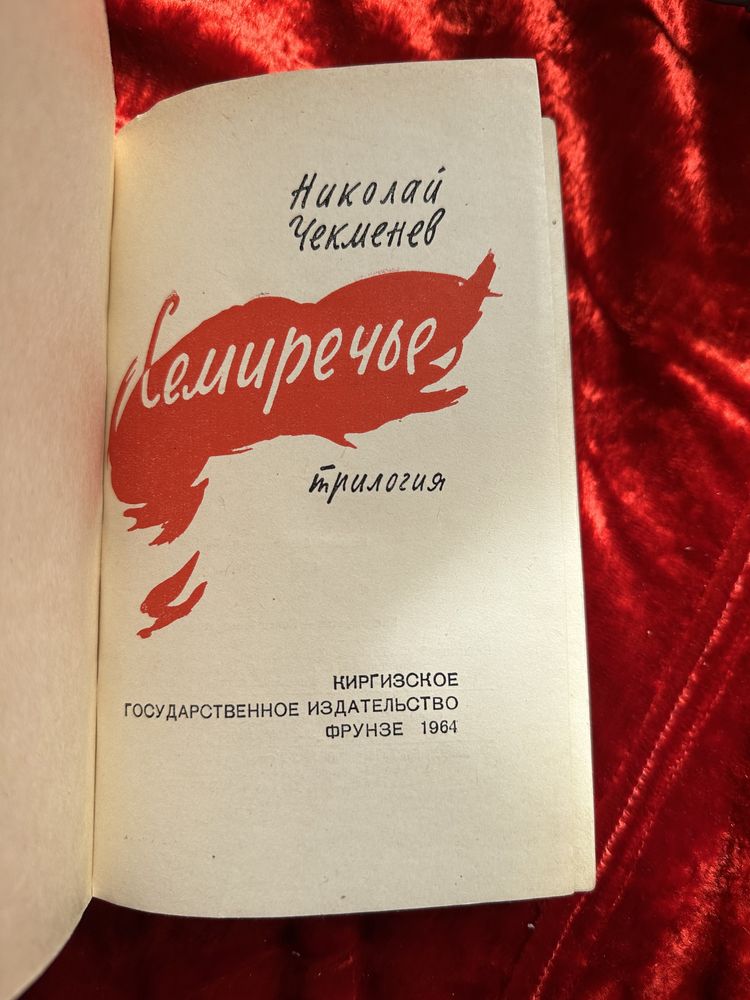 Николай
Чекменев
Семиречье
трилогия
КИРГИЗСКОЕ
ГОСУДАРСТВЕННОЕ ИЗДАТЕЛЬСТВО
ФРУНЗЕ 1964